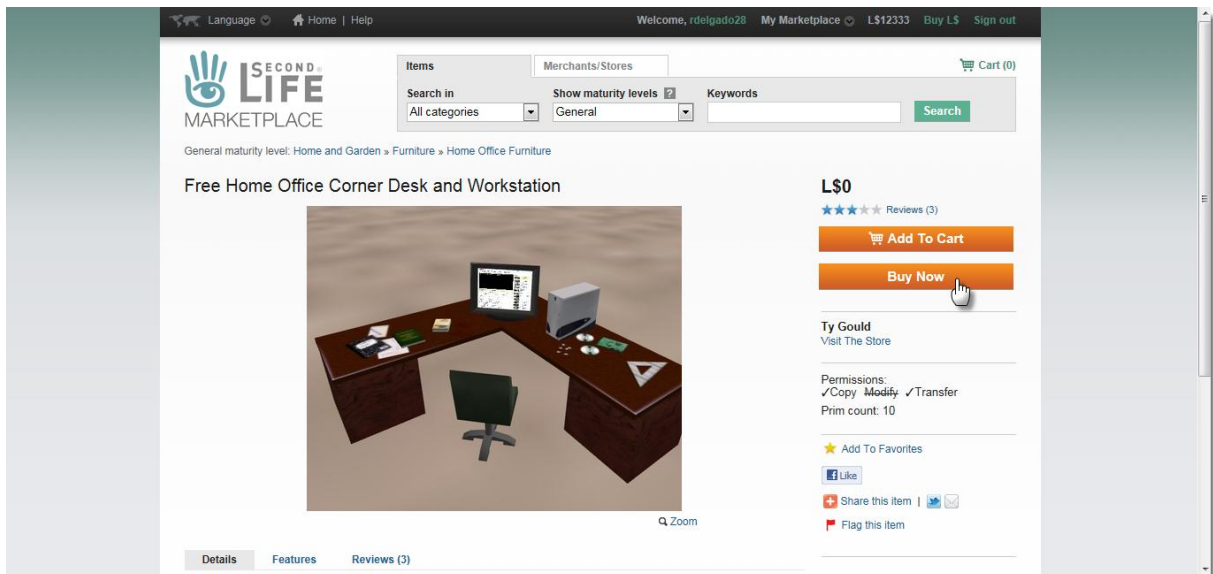 Language Home | Help Welcome, rdelgado28 My Marketplace L$12333 Buy L$ Sign out
SECOND LIFE
MARKETPLACE
Items Merchants/Stores Cart (0)
Search in Show maturity levels ? Keywords
All categories General Search
General maturity level: Home and Garden » Furniture » Home Office Furniture
Free Home Office Corner Desk and Workstation
L$0
Reviews (3)
Add To Cart
Buy Now
Ty Gould
Visit The Store
Permissions:
✓Copy Modify ✓Transfer
Prim count: 10
Add To Favorites
Like
Share this item |
Flag this item
Zoom
Details Features Reviews (3)